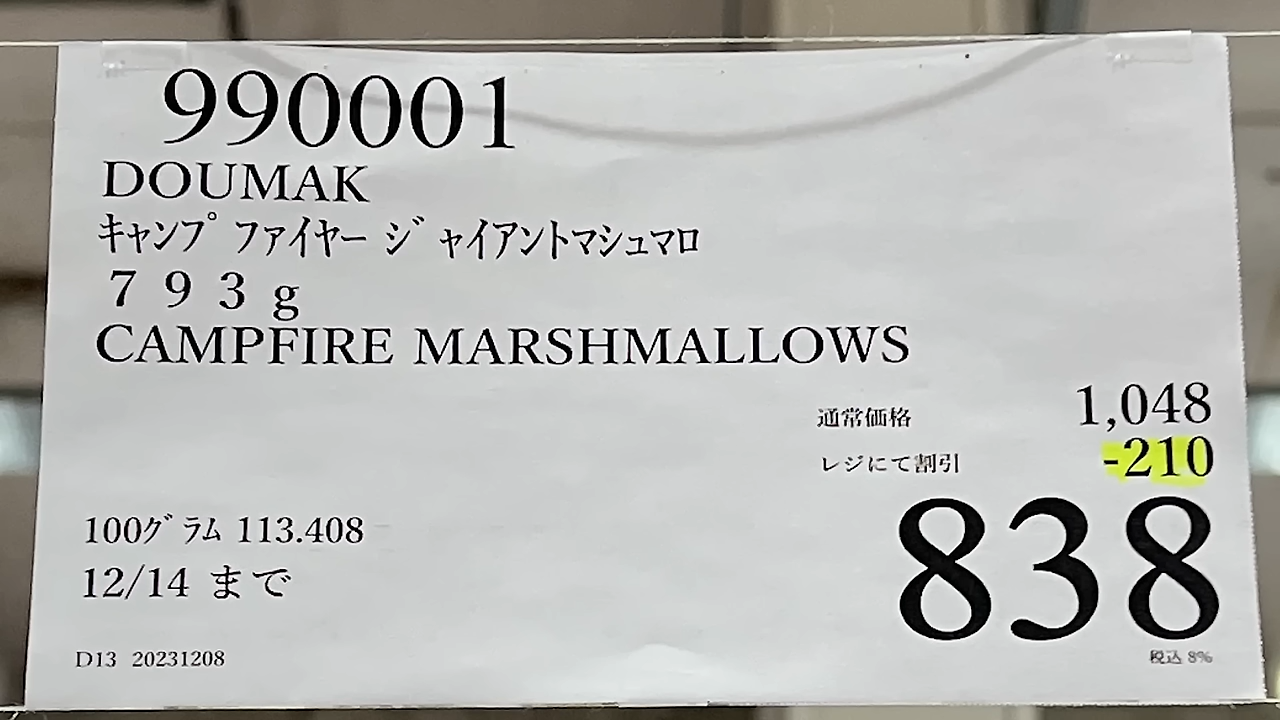 990001
DOUMAK
キャンプファイヤー ジャイアントマシュマロ
793g
CAMPFIRE MARSHMALLOWS
通常価格 1,048
レジにて割引 -210
838
税込 8%
100グラム 113.408
12/14 まで
D13 20231208